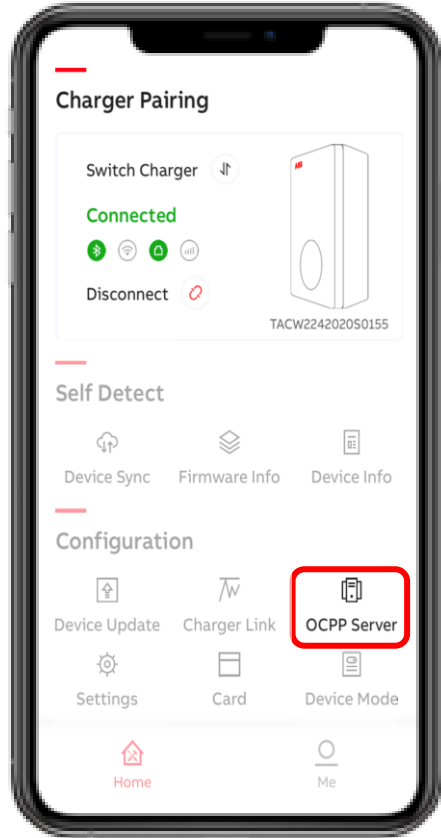 Charger Pairing
Switch Charger
Connected
Disconnect
ABB
TACW2242020S0155
Self Detect
Device Sync Firmware Info Device Info
Configuration
Device Update Charger Link OCPP Server
Settings Card Device Mode
Home Me